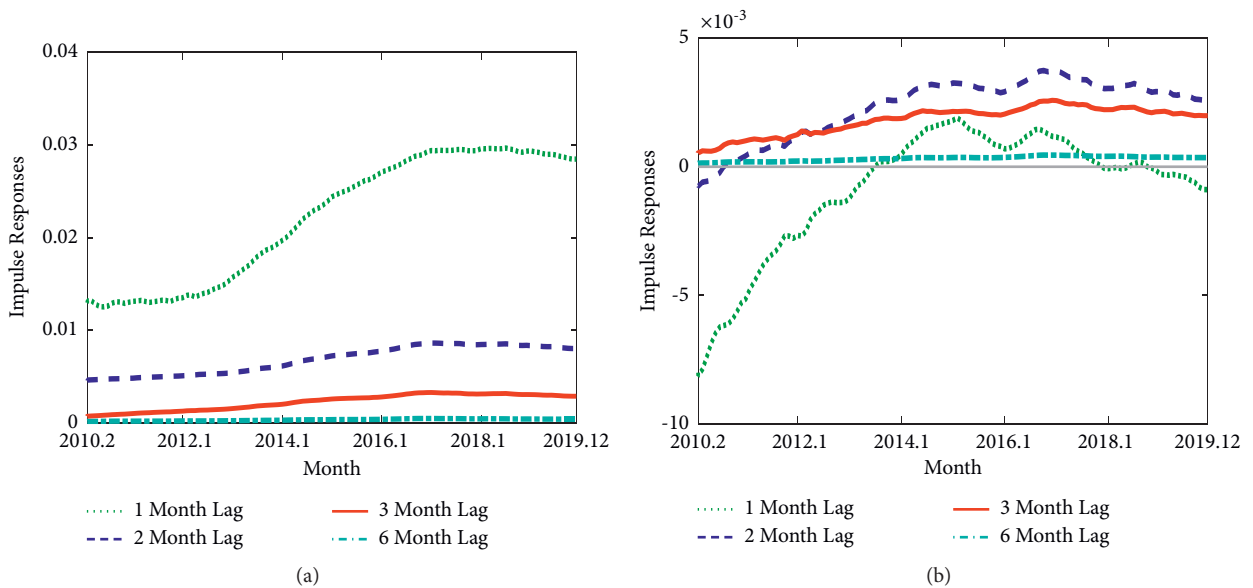 0.04
0.03
0.02
0.01
0
Impulse Responses
2010.2 2012.1 2014.1 2016.1 2018.1 2019.12
Month
1 Month Lag 3 Month Lag
2 Month Lag 6 Month Lag
(a)
×10⁻³
5
0
-5
-10
Impulse Responses
2010.2 2012.1 2014.1 2016.1 2018.1 2019.12
Month
1 Month Lag 3 Month Lag
2 Month Lag 6 Month Lag
(b)